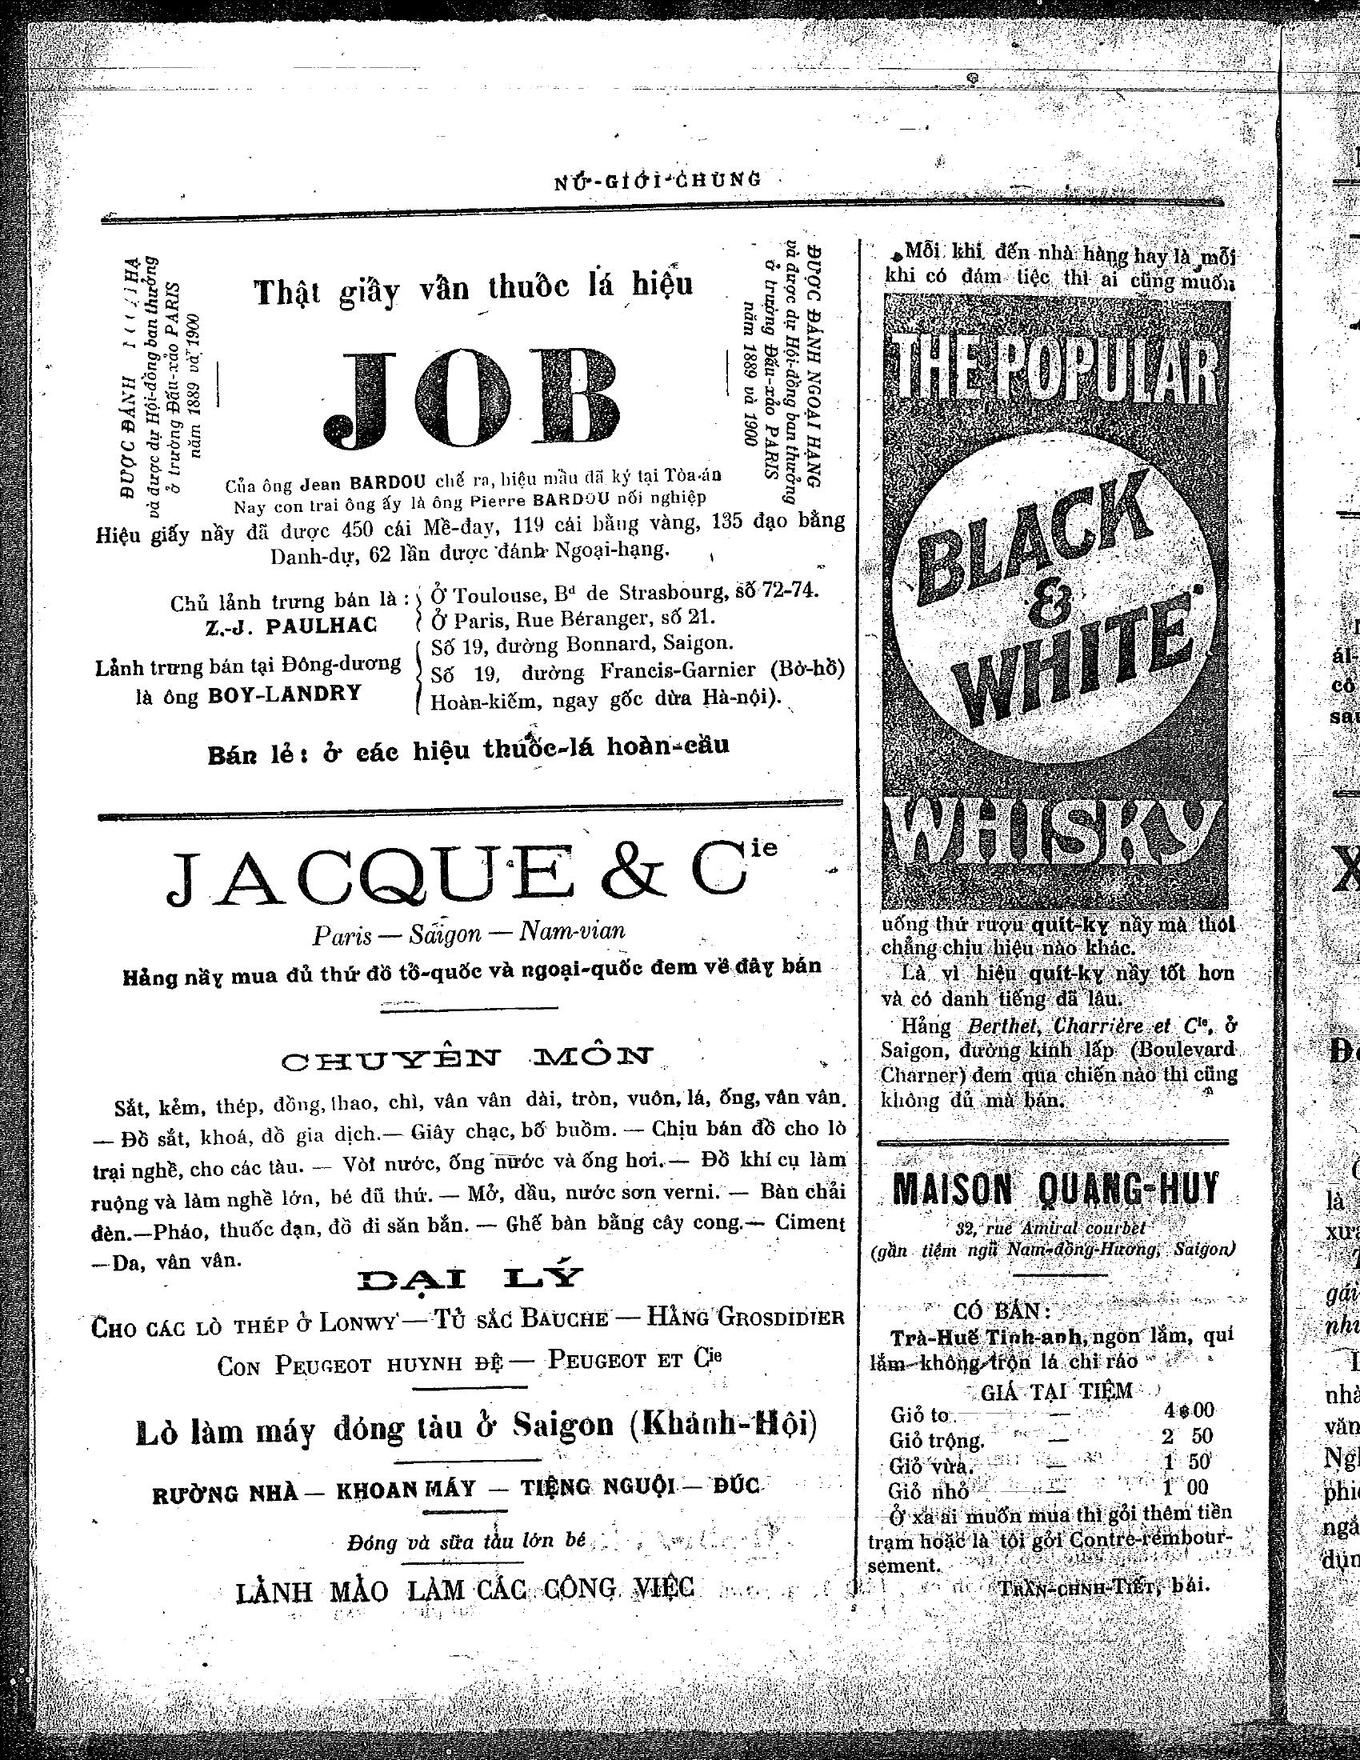 NỮ-GIỚI-CHUNG
ĐƯỢC ĐÁNH
và được dự Hội-đồng ban thưởng
ở trường Đấu-xảo PARIS
năm 1889 và 1900
Thật giấy vấn thuốc lá hiệu
JOB
ĐƯỢC ĐÁNH NGOẠI HẠNG
và được dự Hội-đồng ban thưởng
ở trường Đấu-xảo PARIS
năm 1889 và 1900
Của ông Jean BARDOU chế ra, hiệu mầu đã ký tại Tòa-án
Nay con trai ông ấy là ông Pierre BARDOU nối nghiệp
Hiệu giấy nầy đã được 450 cái Mề-đay, 119 cái bằng vàng, 135 đạo bằng
Danh-dự, 62 lần được đánh Ngoại-hạng.
Chủ lảnh trưng bán là :
Z.-J. PAULHAC
Ở Toulouse, Bd de Strasbourg, số 72-74.
Ở Paris, Rue Béranger, số 21.
Lảnh trưng bán tại Đông-dương
là ông BOY-LANDRY
Số 19, đường Bonnard, Saigon.
Số 19, dường Francis-Garnier (Bờ-hồ)
Hoàn-kiếm, ngay gốc dừa Hà-nội).
Bán lẻ : ở các hiệu thuốc-lá hoàn-cầu
JACQUE & Cie
Paris — Saigon — Nam-vian
Hảng nầy mua đủ thứ đồ tổ-quốc và ngoại-quốc đem về đây bán
CHUYÊN MÔN
Sắt, kẻm, thép, đồng, thao, chì, vân vân dài, tròn, vuôn, lá, ống, vân vân.
— Đồ sắt, khoá, đồ gia dịch.— Giây chạc, bố buồm. — Chịu bán đồ cho lò
trại nghề, cho các tàu. — Vòi nước, ống nước và ống hơi.— Đồ khí cụ làm
ruộng và làm nghề lớn, bé đủ thứ. — Mở, dầu, nước sơn verni. — Bàn chải
đèn.—Pháo, thuốc đạn, đồ đi săn bắn. — Ghế bàn bằng cây cong.— Ciment
—Da, vân vân.
DẠI LÝ
CHO CÁC LÒ THÉP Ở LONWY — TỦ SẮC BAUCHE — HẢNG GROSDIDIER
CON PEUGEOT HUYNH ĐỆ — PEUGEOT ET Cie
Lò làm máy đóng tàu ở Saigon (Khánh-Hội)
RƯỜNG NHÀ — KHOAN MÁY — TIỆNG NGUỘI — ĐÚC
Đóng và sữa tàu lớn bé
LẢNH MẢO LÀM CÁC CÔNG VIỆC
Mỗi khi đến nhà hàng hay là mỗi
khi có đám tiệc thì ai cũng muốn
THE POPULAR
BLACK
&
WHITE
WHISKY
uống thứ rượu quít-kỵ nầy mà thôi
chẳng chịu hiệu nào khác.
Là vì hiệu quít-kỵ nầy tốt hơn
và có danh tiếng đã lâu.
Hảng Berthet, Charrière et Cie, ở
Saigon, đường kinh lấp (Boulevard
Charner) đem qua chiến nào thì cũng
không đủ mà bán.
MAISON QUANG-HUY
32, rue Amiral courbet
(gần tiệm ngũ Nam-đồng-Hương, Saigon)
CÓ BÁN :
Trà-Huế Tinh-anh, ngon lắm, quí
lắm không trộn lá chi ráo
GIÁ TẠI TIỆM
Giỏ to — 4$00
Giỏ trộng. — 2 50
Giỏ vừa. — 1 50
Giỏ nhỏ — 1 00
Ở xa ai muốn mua thì gỏi thêm tiền
trạm hoặc là tôi gởi Contre-rembour-
sement.
bái.